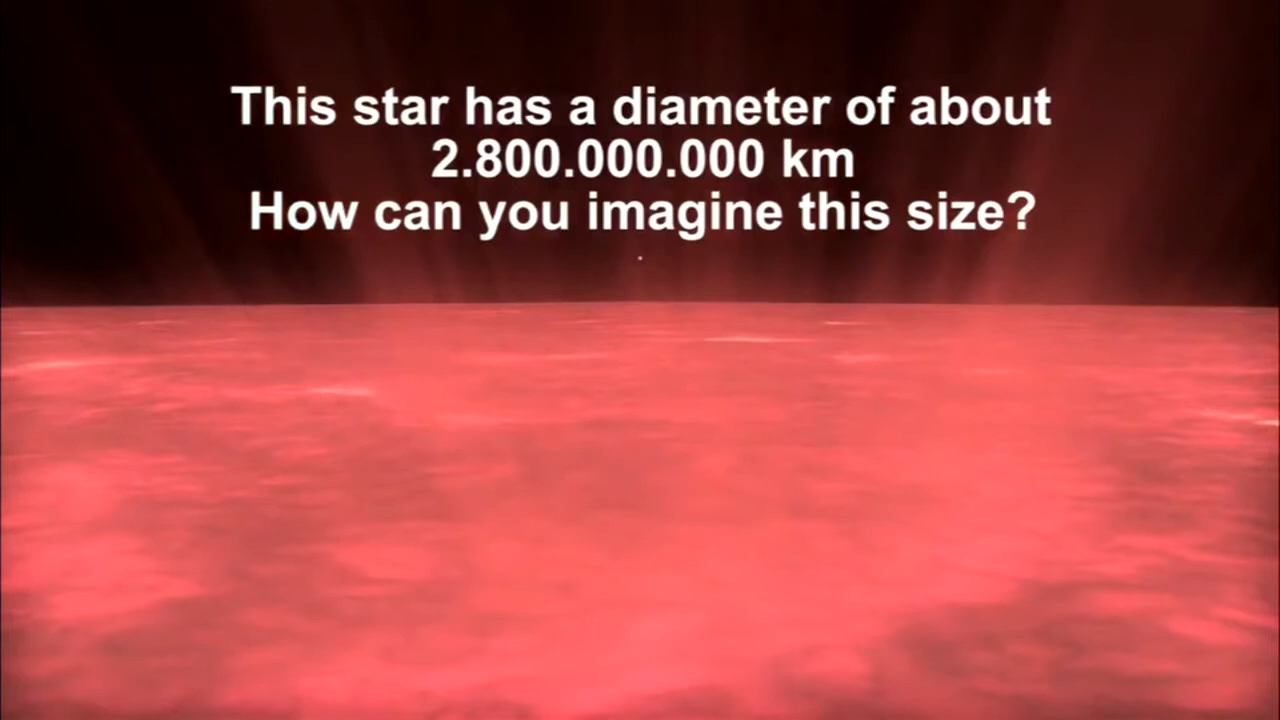 This star has a diameter of about
2.800.000.000 km
How can you imagine this size?